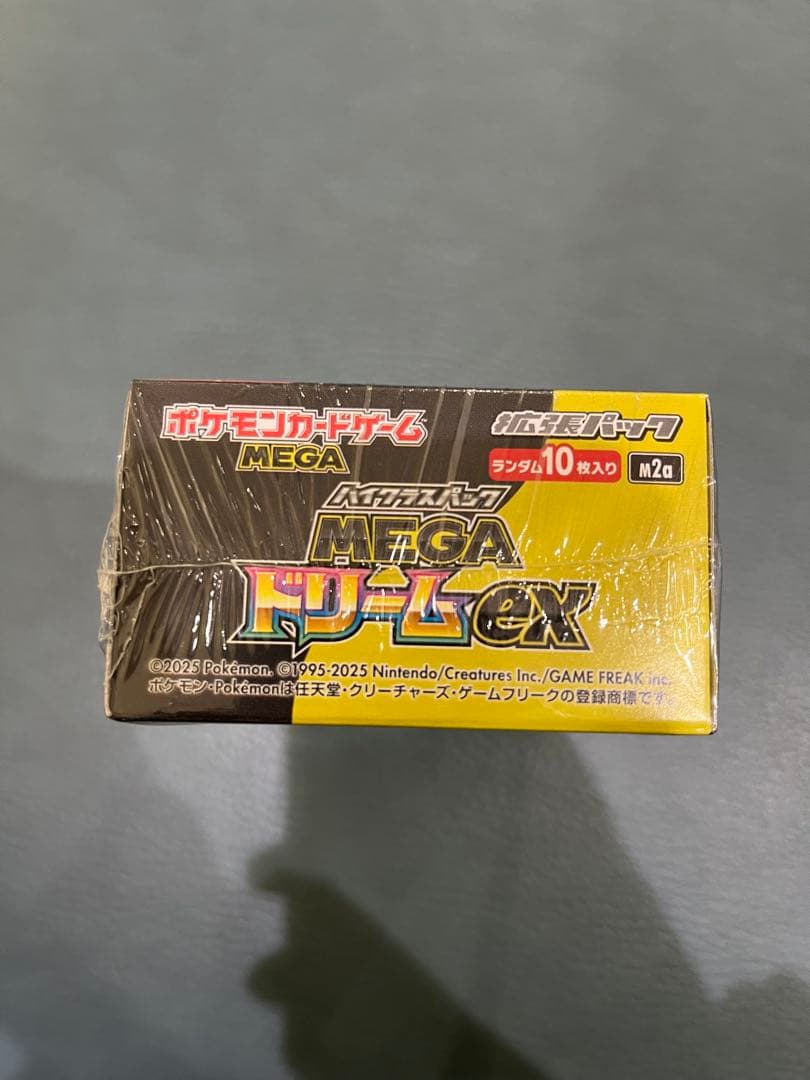 ポケモンカードゲーム
MEGA
拡張パック
ランダム10枚入り
M2a
ハイクラスパック
MEGA
ドリームex
©2025 Pokémon. ©1995-2025 Nintendo/Creatures Inc./GAME FREAK inc.
ポケモン・Pokémonは任天堂・クリーチャーズ・ゲームフリークの登録商標です。